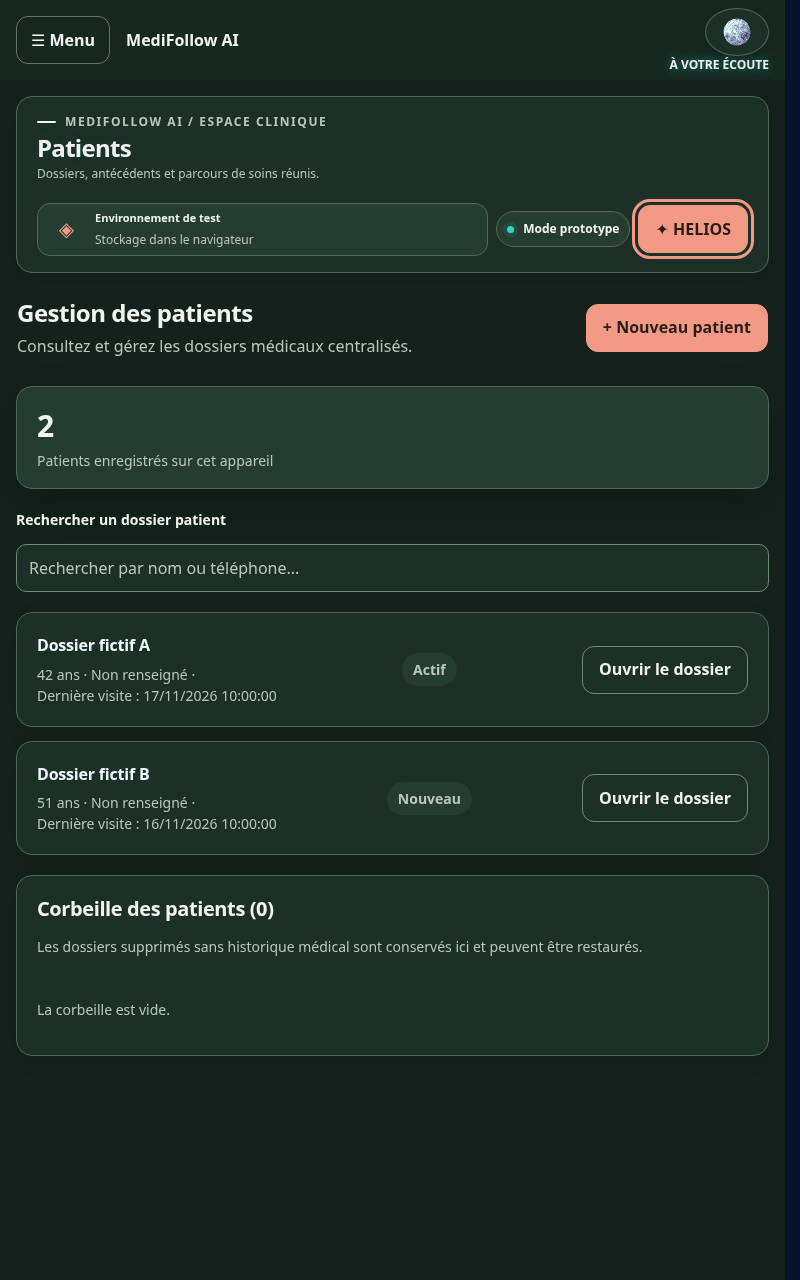 ☰ Menu
MediFollow AI
À VOTRE ÉCOUTE
MEDIFOLLOW AI / ESPACE CLINIQUE
Patients
Dossiers, antécédents et parcours de soins réunis.
Environnement de test
Stockage dans le navigateur
Mode prototype
✦ HELIOS
Gestion des patients
Consultez et gérez les dossiers médicaux centralisés.
+ Nouveau patient
2
Patients enregistrés sur cet appareil
Rechercher un dossier patient
Rechercher par nom ou téléphone...
Dossier fictif A
42 ans · Non renseigné ·
Dernière visite : 17/11/2026 10:00:00
Actif
Ouvrir le dossier
Dossier fictif B
51 ans · Non renseigné ·
Dernière visite : 16/11/2026 10:00:00
Nouveau
Ouvrir le dossier
Corbeille des patients (0)
Les dossiers supprimés sans historique médical sont conservés ici et peuvent être restaurés.
La corbeille est vide.